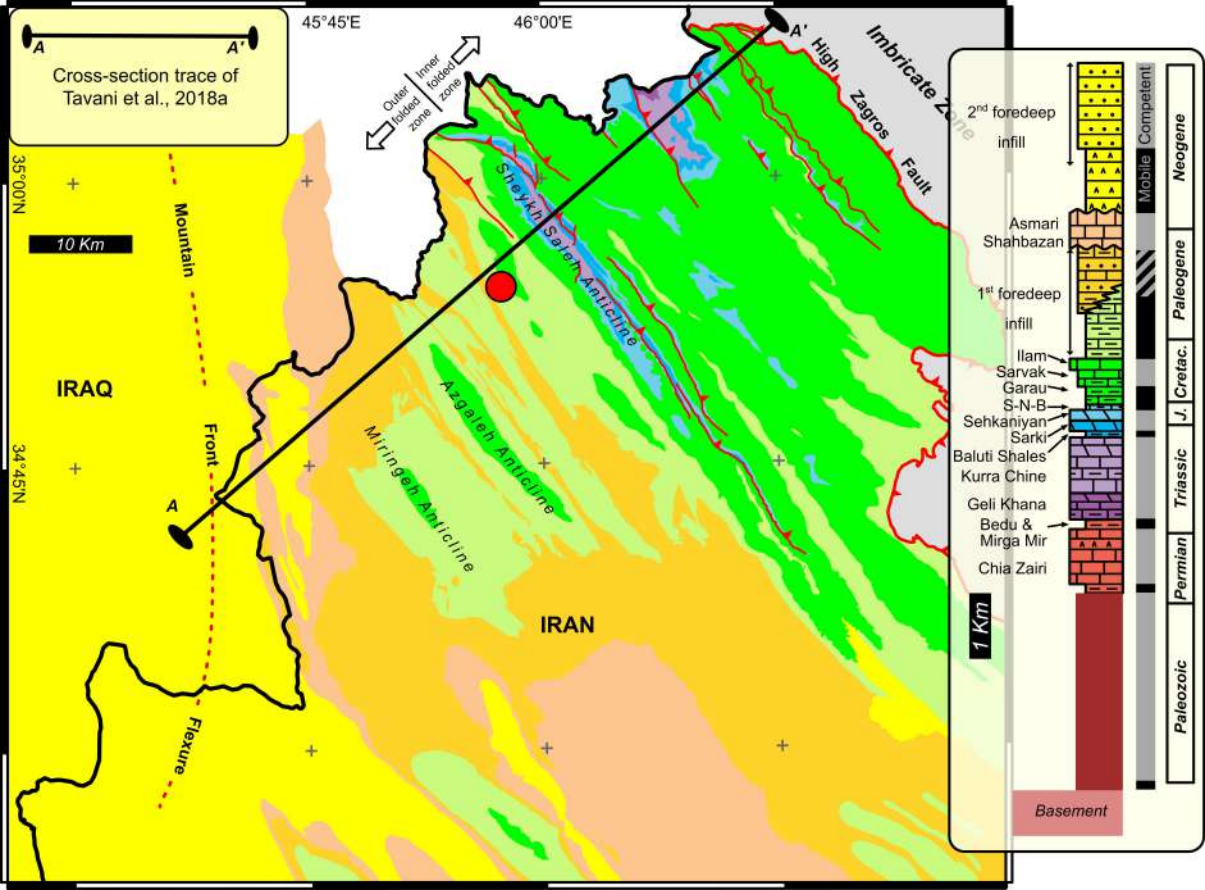 A
A'
Cross-section trace of
Tavani et al., 2018a
45°45'E
46°00'E
35°00'N
34°45'N
10 Km
A'
A
Outer
folded
zone
Inner
folded
zone
High
Zagros
Fault
Imbricate Zone
Sheykh Saleh Anticline
Azgaleh Anticline
Miringeh Anticline
Mountain
Front
Flexure
IRAQ
IRAN
2nd foredeep
infill
Asmari
Shahbazan
1st foredeep
infill
Ilam
Sarvak
Garau
S-N-B
Sehkaniyan
Sarki
Baluti Shales
Kurra Chine
Geli Khana
Bedu &
Mirga Mir
Chia Zairi
1 Km
Basement
Mobile
Competent
Neogene
Paleogene
Cretac.
J.
Triassic
Permian
Paleozoic